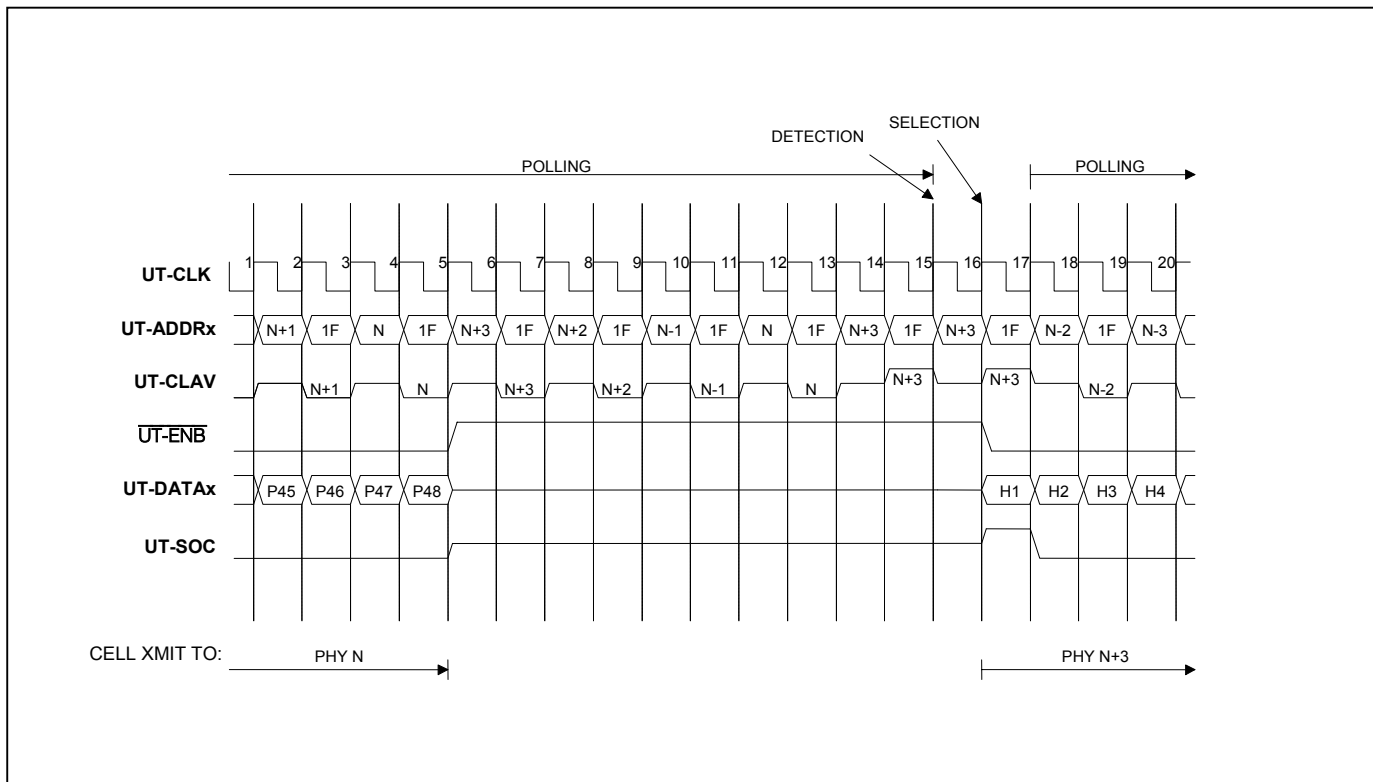 SELECTION
DETECTION
POLLING POLLING
1 2 3 4 5 6 7 8 9 10 11 12 13 14 15 16 17 18 19 20
UT-CLK
UT-ADDRx N+1 1F N 1F N+3 1F N+2 1F N-1 1F N 1F N+3 1F N+3 1F N-2 1F N-3
UT-CLAV N+1 N N+3 N+2 N-1 N N+3 N+3 N-2
UT-ENB
UT-DATAx P45 P46 P47 P48 H1 H2 H3 H4
UT-SOC
CELL XMIT TO: PHY N PHY N+3